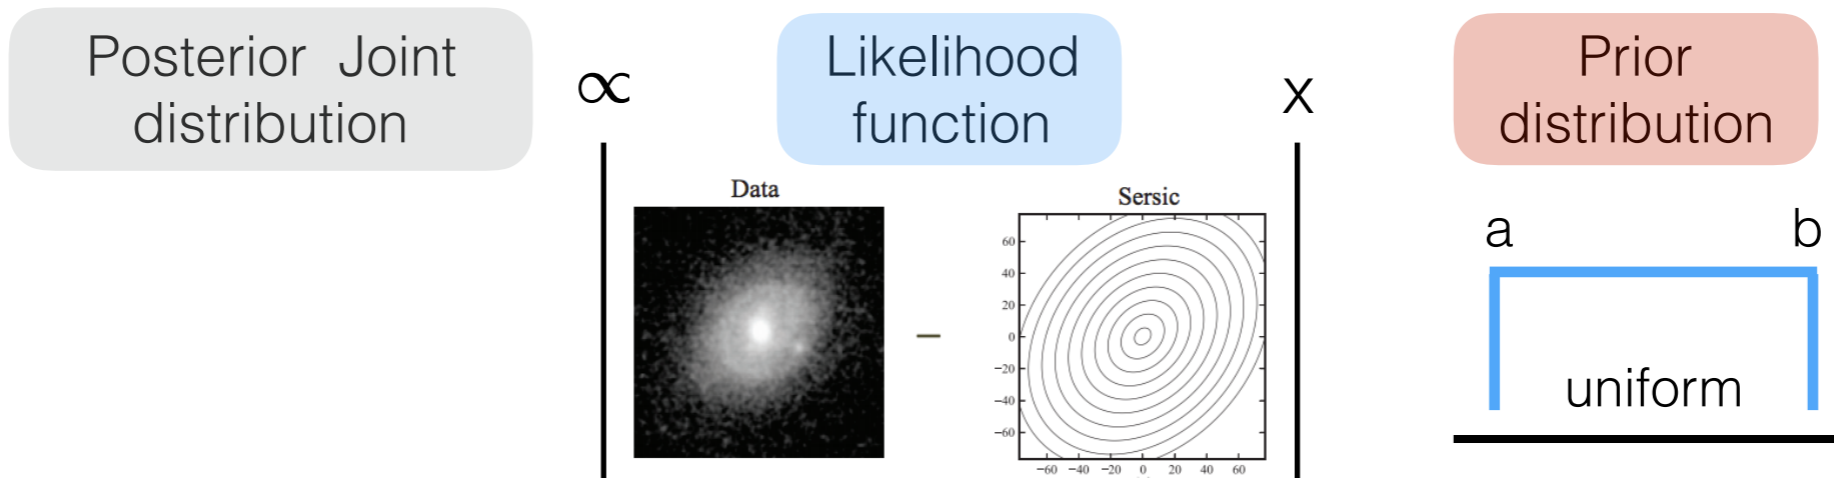 Posterior Joint
distribution
∝
Likelihood
function
x
Prior
distribution
Data
Sersic
a
b
60
40
20
0
−20
−40
−60
−60 −40 −20 0 20 40 60
−
uniform